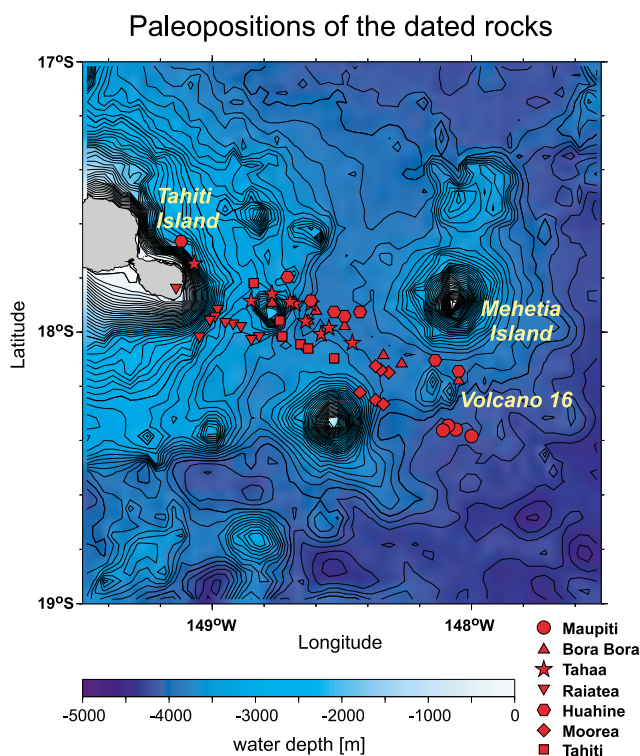 Paleopositions of the dated rocks
17°S
Tahiti
Island
Latitude
18°S
Mehetia
Island
Volcano 16
19°S
149°W
148°W
Longitude
Maupiti
Bora Bora
Tahaa
Raiatea
Huahine
Moorea
Tahiti
-5000 -4000 -3000 -2000 -1000 0
water depth [m]